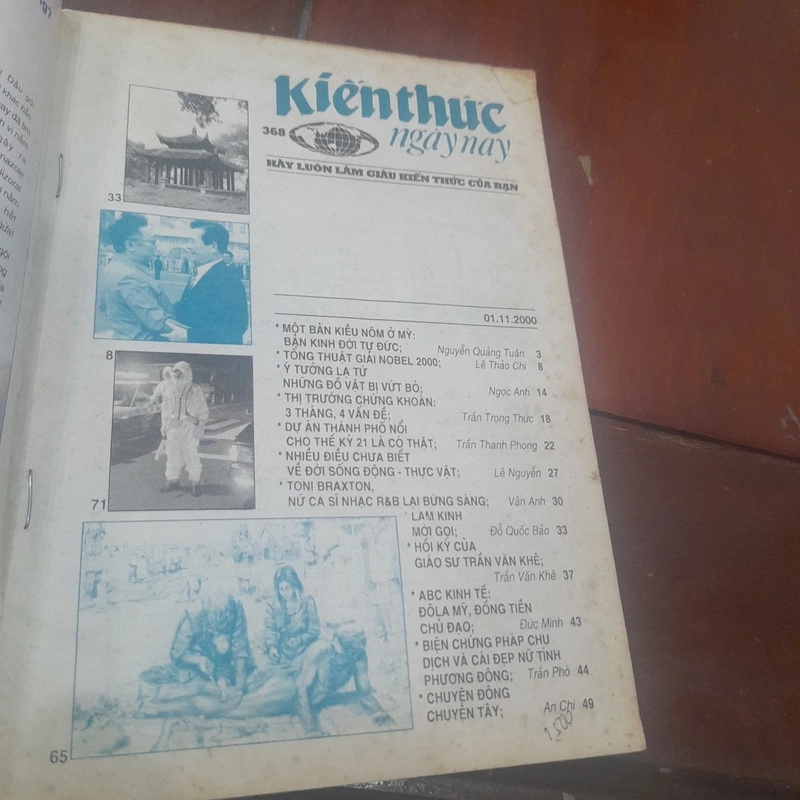 Kiến thức
368
ngày nay
HÃY LUÔN LÀM GIÀU KIẾN THỨC CỦA BẠN
33
01.11.2000
* MỘT BẢN KIỀU NÔM Ở MỸ:
BẢN KINH ĐỜI TỰ ĐỨC; Nguyễn Quảng Tuân 3
* TỔNG THUẬT GIẢI NOBEL 2000; Lê Thảo Chi 8
* Ý TƯỞNG LẠ TỪ
NHỮNG ĐỒ VẬT BỊ VỨT BỎ; Ngọc Anh 14
* THỊ TRƯỜNG CHỨNG KHOÁN:
3 THÁNG, 4 VẤN ĐỀ; Trần Trọng Thức 18
* DỰ ÁN THÀNH PHỐ NỔI
CHO THẾ KỶ 21 LÀ CÓ THẬT; Trần Thanh Phong 22
* NHIỀU ĐIỀU CHƯA BIẾT
VỀ ĐỜI SỐNG ĐỘNG - THỰC VẬT; Lê Nguyễn 27
* TONI BRAXTON,
NỮ CA SĨ NHẠC R&B LẠI BỪNG SÁNG; Vân Anh 30
LAM KINH
MỜI GỌI; Đỗ Quốc Bảo 33
* HỒI KÝ CỦA
GIÁO SƯ TRẦN VĂN KHÊ;
Trần Văn Khê 37
* ABC KINH TẾ:
ĐÔLA MỸ, ĐỒNG TIỀN
CHỦ ĐẠO; Đức Minh 43
* BIỆN CHỨNG PHÁP CHU
DỊCH VÀ CÁI ĐẸP NỮ TÍNH
PHƯƠNG ĐÔNG; Trần Phò 44
* CHUYỆN ĐÔNG
CHUYỆN TÂY; An Chi 49
8
71
65